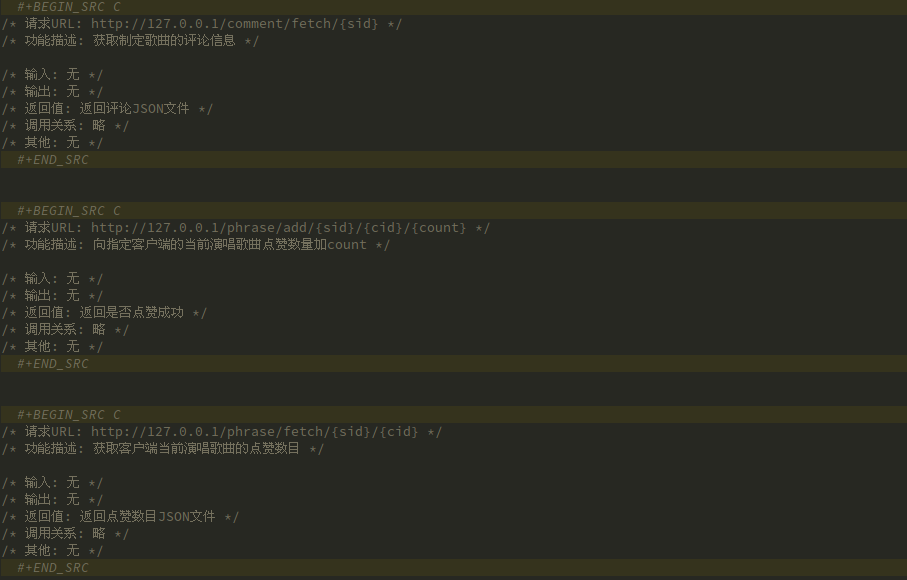 #+BEGIN_SRC C
/* 请求URL: http://127.0.0.1/comment/fetch/{sid} */
/* 功能描述: 获取制定歌曲的评论信息 */
/* 输入: 无 */
/* 输出: 无 */
/* 返回值: 返回评论JSON文件 */
/* 调用关系: 略 */
/* 其他: 无 */
#+END_SRC
#+BEGIN_SRC C
/* 请求URL: http://127.0.0.1/phrase/add/{sid}/{cid}/{count} */
/* 功能描述: 向指定客户端的当前演唱歌曲点赞数量加count */
/* 输入: 无 */
/* 输出: 无 */
/* 返回值: 返回是否点赞成功 */
/* 调用关系: 略 */
/* 其他: 无 */
#+END_SRC
#+BEGIN_SRC C
/* 请求URL: http://127.0.0.1/phrase/fetch/{sid}/{cid} */
/* 功能描述: 获取客户端当前演唱歌曲的点赞数目 */
/* 输入: 无 */
/* 输出: 无 */
/* 返回值: 返回点赞数目JSON文件 */
/* 调用关系: 略 */
/* 其他: 无 */
#+END_SRC